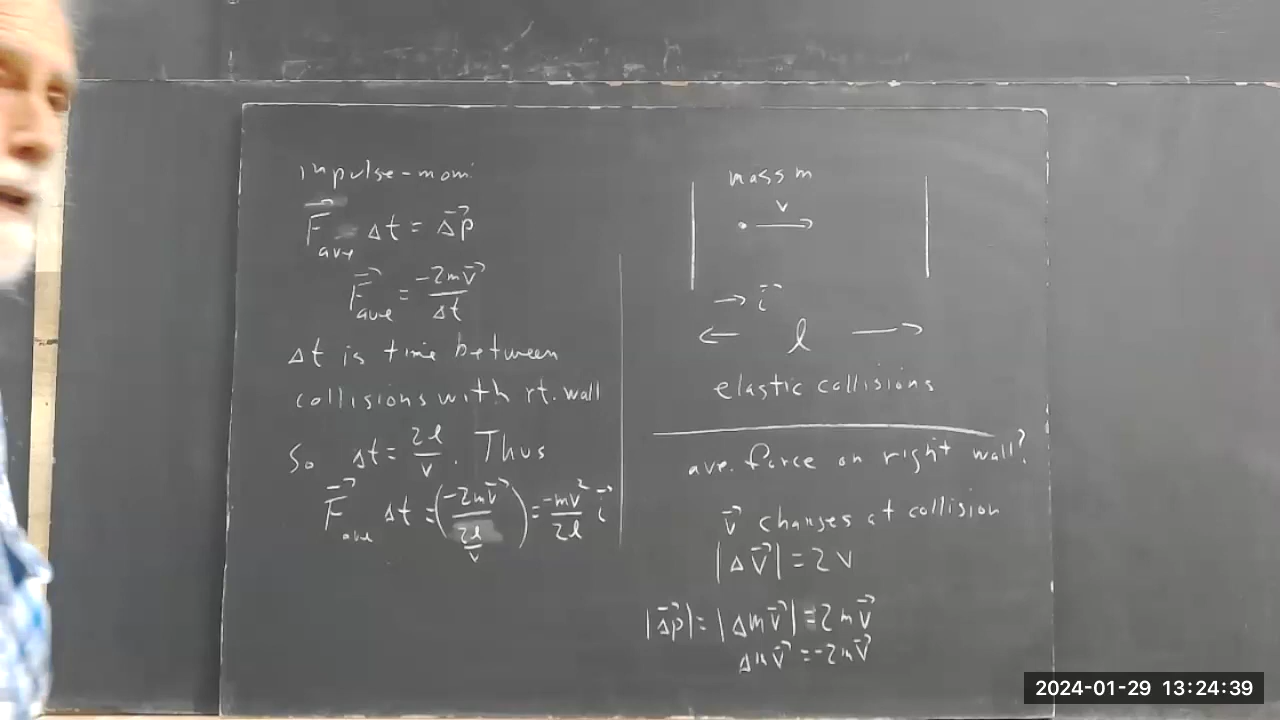 impulse-mom
F⃗ave Δt = Δp⃗
F⃗ave = -2mv⃗/Δt
Δt is time between
collisions with rt. wall
So Δt = 2l/v. Thus
F⃗ave Δt = (-2mv⃗/(2l/v)) = -mv²/2l i⃗
mass m
v
→ i⃗
← l →
elastic collisions
ave. force on right wall?
v⃗ changes at collision
|Δv⃗| = 2v
|Δp⃗| = |Δmv⃗| = 2mv⃗
Δmv⃗ = -2mv⃗
2024-01-29 13:24:39